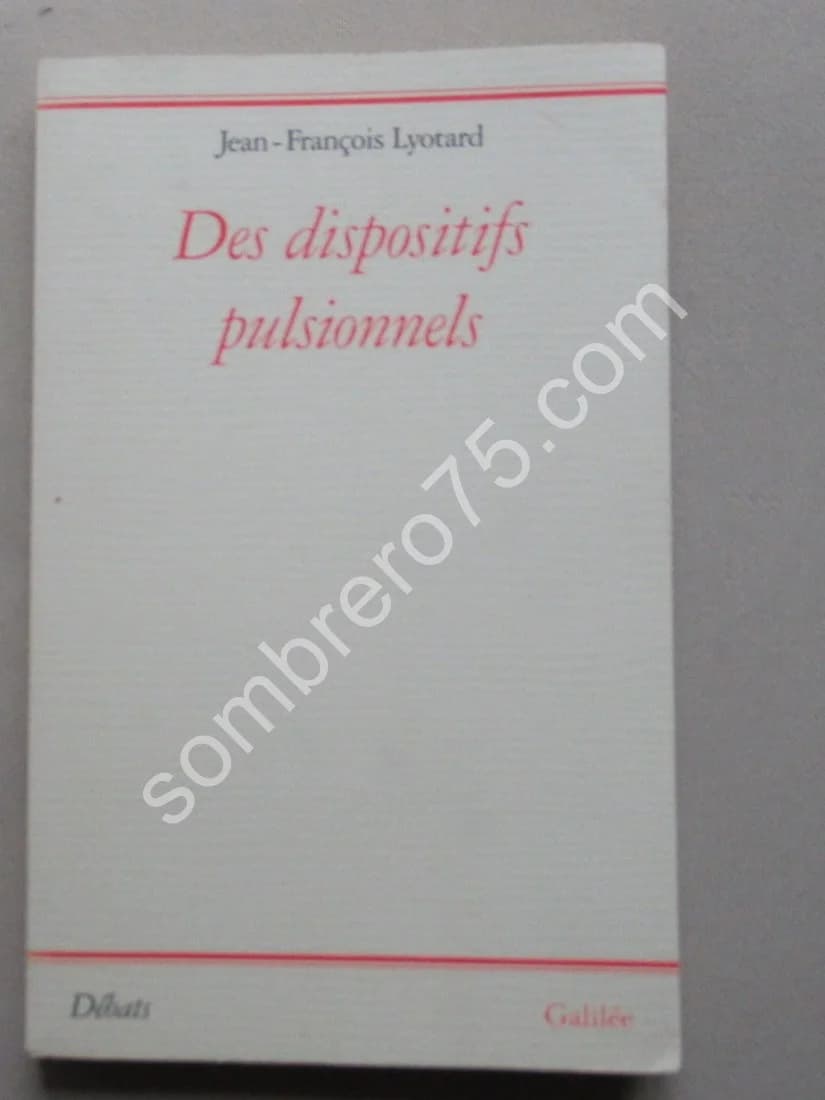 Jean-François Lyotard
Des dispositifs
pulsionnels
sombrero75.com
Débats
Galilée